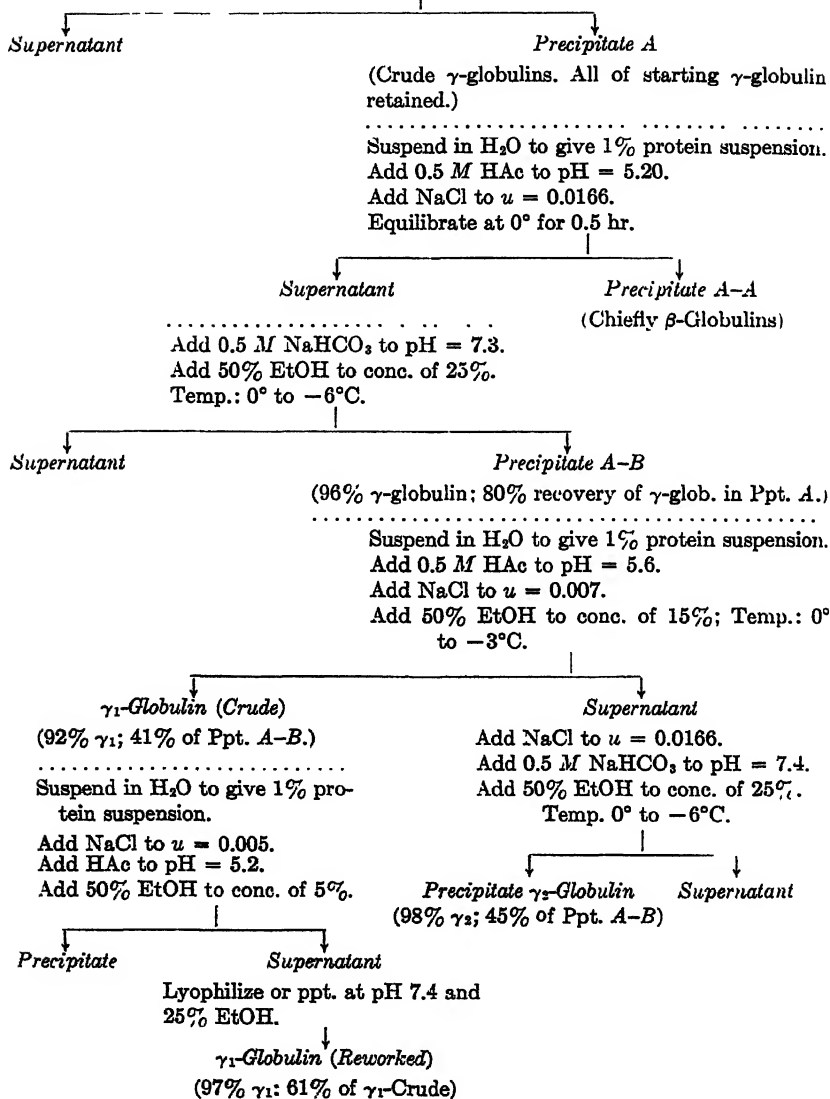 Supernatant
Precipitate A
(Crude γ-globulins. All of starting γ-globulin
retained.)
Suspend in H₂O to give 1% protein suspension.
Add 0.5 M HAc to pH = 5.20.
Add NaCl to u = 0.0166.
Equilibrate at 0° for 0.5 hr.
Supernatant
Precipitate A–A
(Chiefly β-Globulins)
Add 0.5 M NaHCO₃ to pH = 7.3.
Add 50% EtOH to conc. of 25%.
Temp.: 0° to −6°C.
Supernatant
Precipitate A–B
(96% γ-globulin; 80% recovery of γ-glob. in Ppt. A.)
Suspend in H₂O to give 1% protein suspension.
Add 0.5 M HAc to pH = 5.6.
Add NaCl to u = 0.007.
Add 50% EtOH to conc. of 15%; Temp.: 0°
to −3°C.
γ₁-Globulin (Crude)
(92% γ₁; 41% of Ppt. A–B.)
Suspend in H₂O to give 1% pro-
tein suspension.
Add NaCl to u = 0.005.
Add HAc to pH = 5.2.
Add 50% EtOH to conc. of 5%.
Supernatant
Add NaCl to u = 0.0166.
Add 0.5 M NaHCO₃ to pH = 7.4.
Add 50% EtOH to conc. of 25%.
Temp. 0° to −6°C.
Precipitate γ₂-Globulin
(98% γ₂; 45% of Ppt. A–B)
Supernatant
Precipitate
Supernatant
Lyophilize or ppt. at pH 7.4 and
25% EtOH.
γ₁-Globulin (Reworked)
(97% γ₁: 61% of γ₁-Crude)